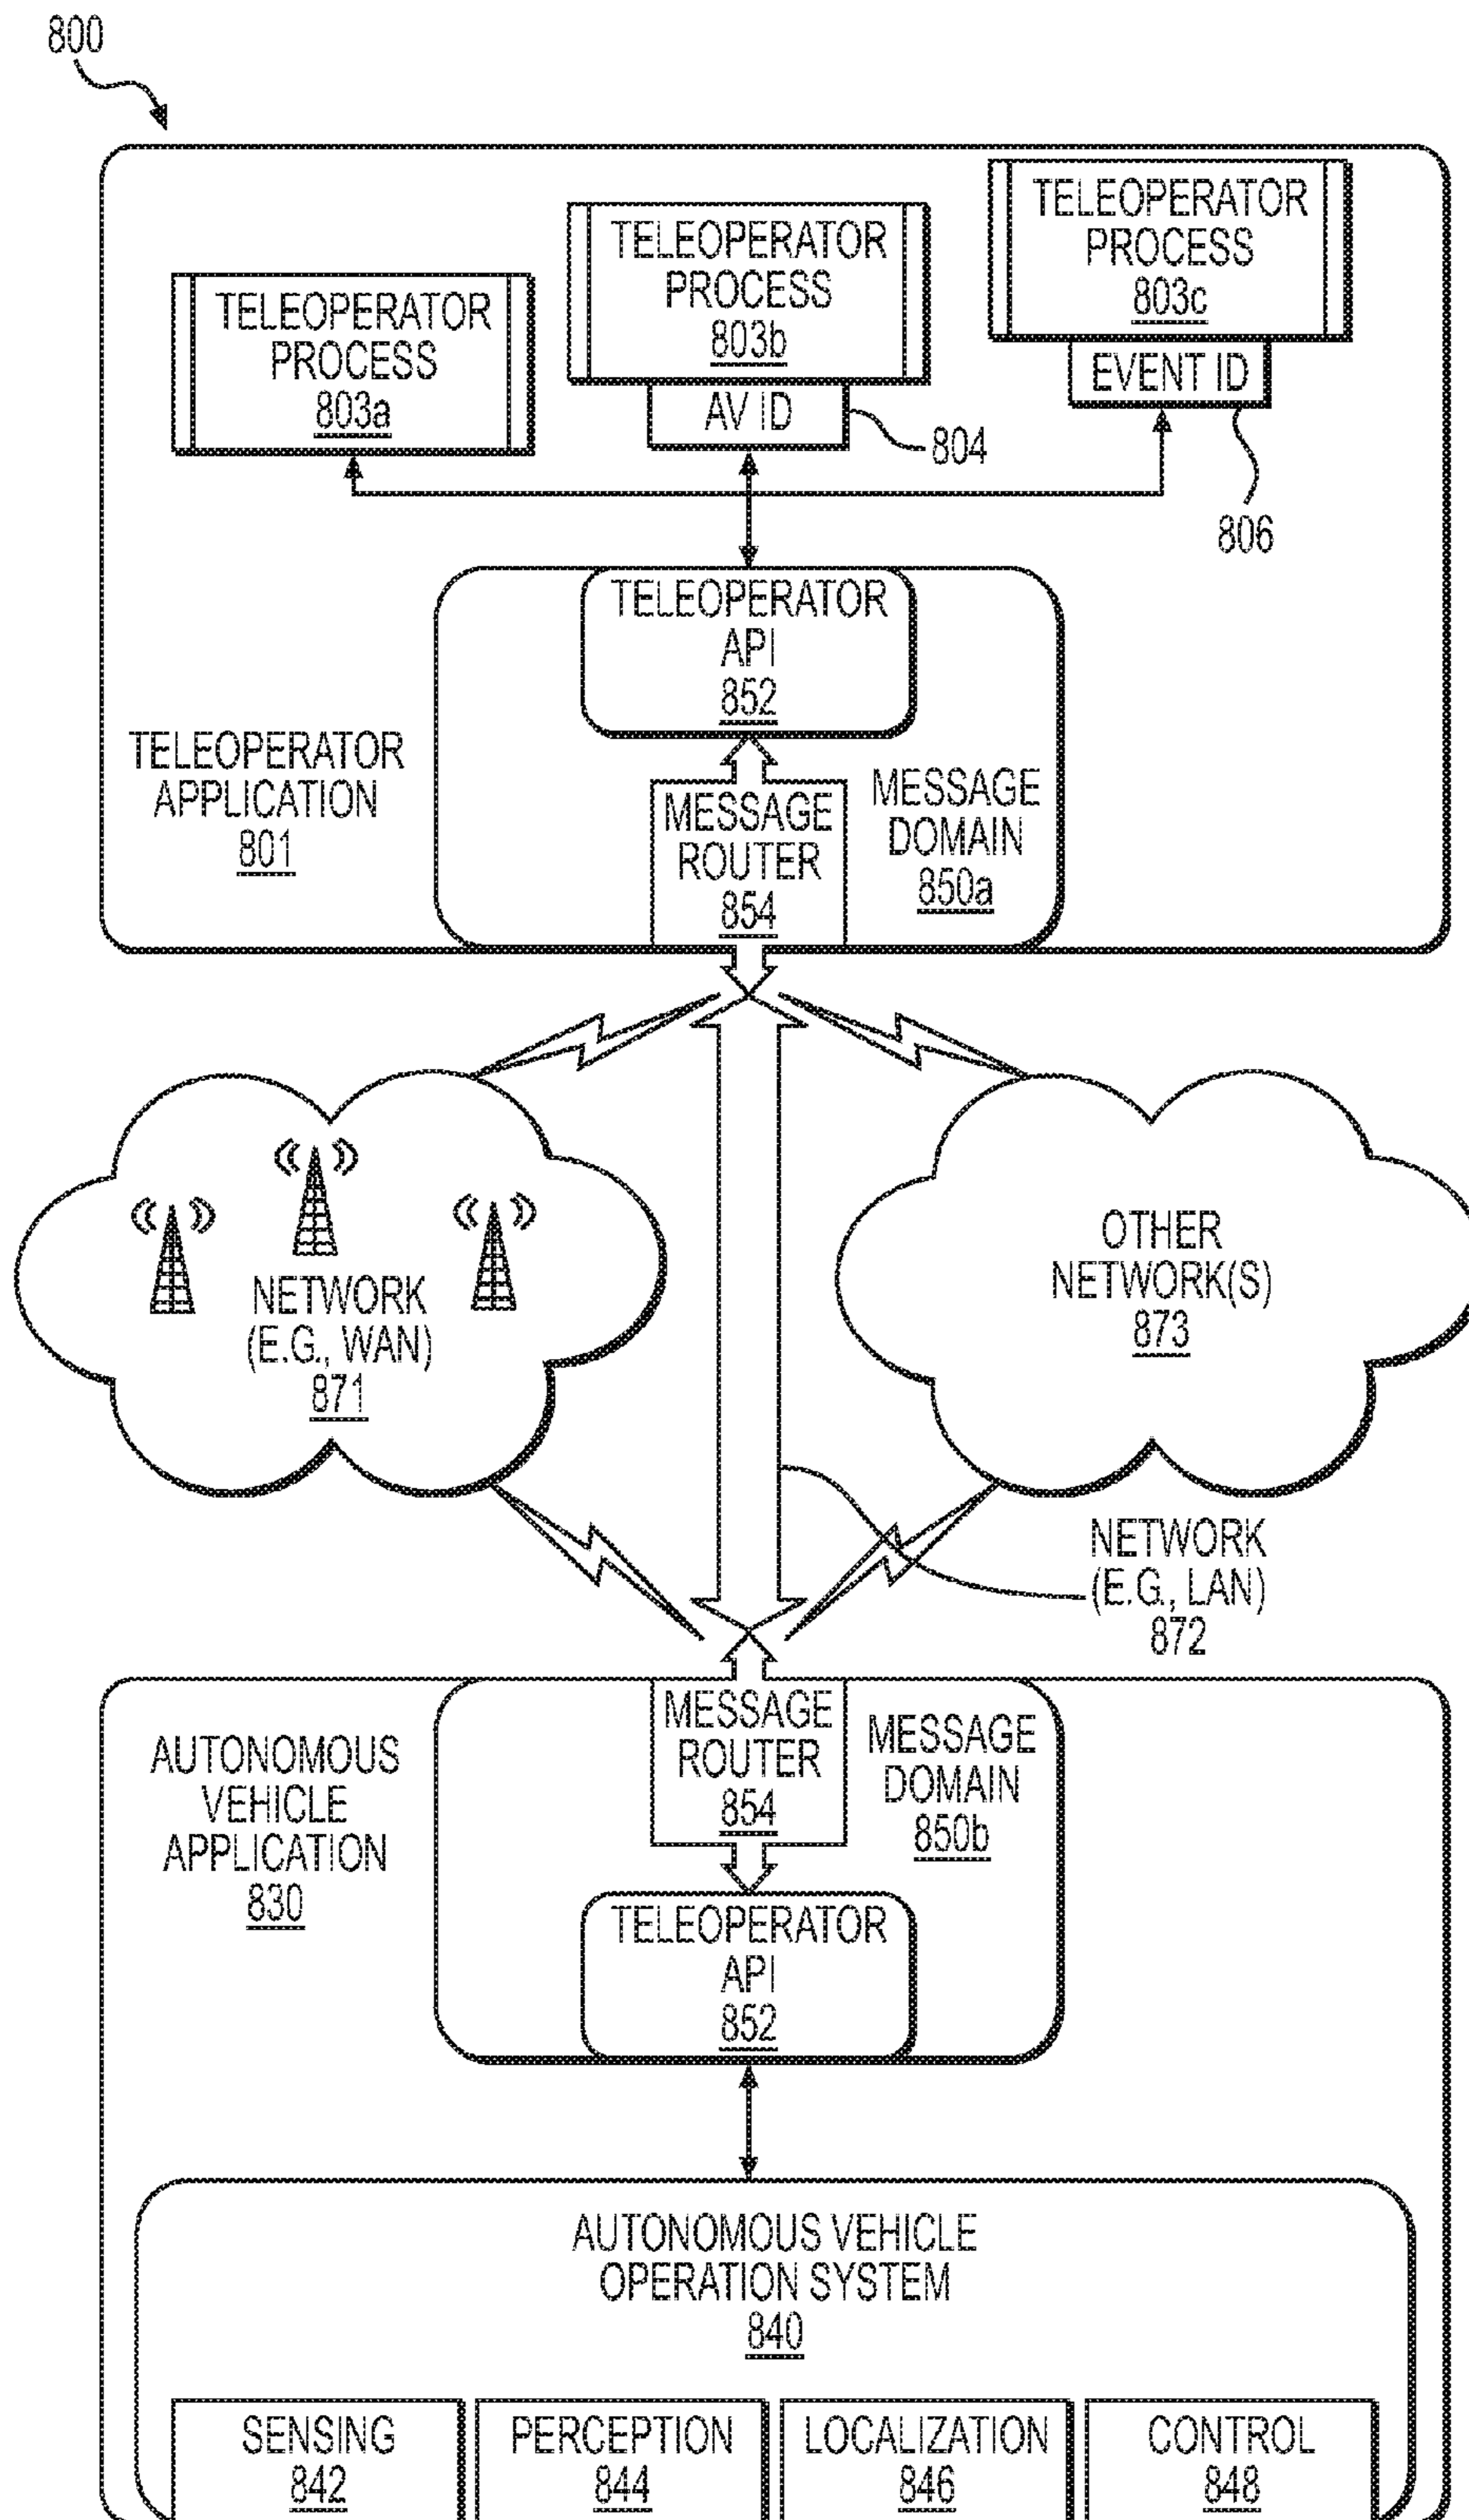 800
TELEOPERATOR
PROCESS
803a
TELEOPERATOR
PROCESS
803b
AV ID
804
TELEOPERATOR
PROCESS
803c
EVENT ID
806
TELEOPERATOR
API
852
TELEOPERATOR
APPLICATION
801
MESSAGE
ROUTER
854
MESSAGE
DOMAIN
850a
NETWORK
(E.G., WAN)
871
OTHER
NETWORK(S)
873
NETWORK
(E.G., LAN)
872
AUTONOMOUS
VEHICLE
APPLICATION
830
MESSAGE
ROUTER
854
MESSAGE
DOMAIN
850b
TELEOPERATOR
API
852
AUTONOMOUS VEHICLE
OPERATION SYSTEM
840
SENSING
842
PERCEPTION
844
LOCALIZATION
846
CONTROL
848